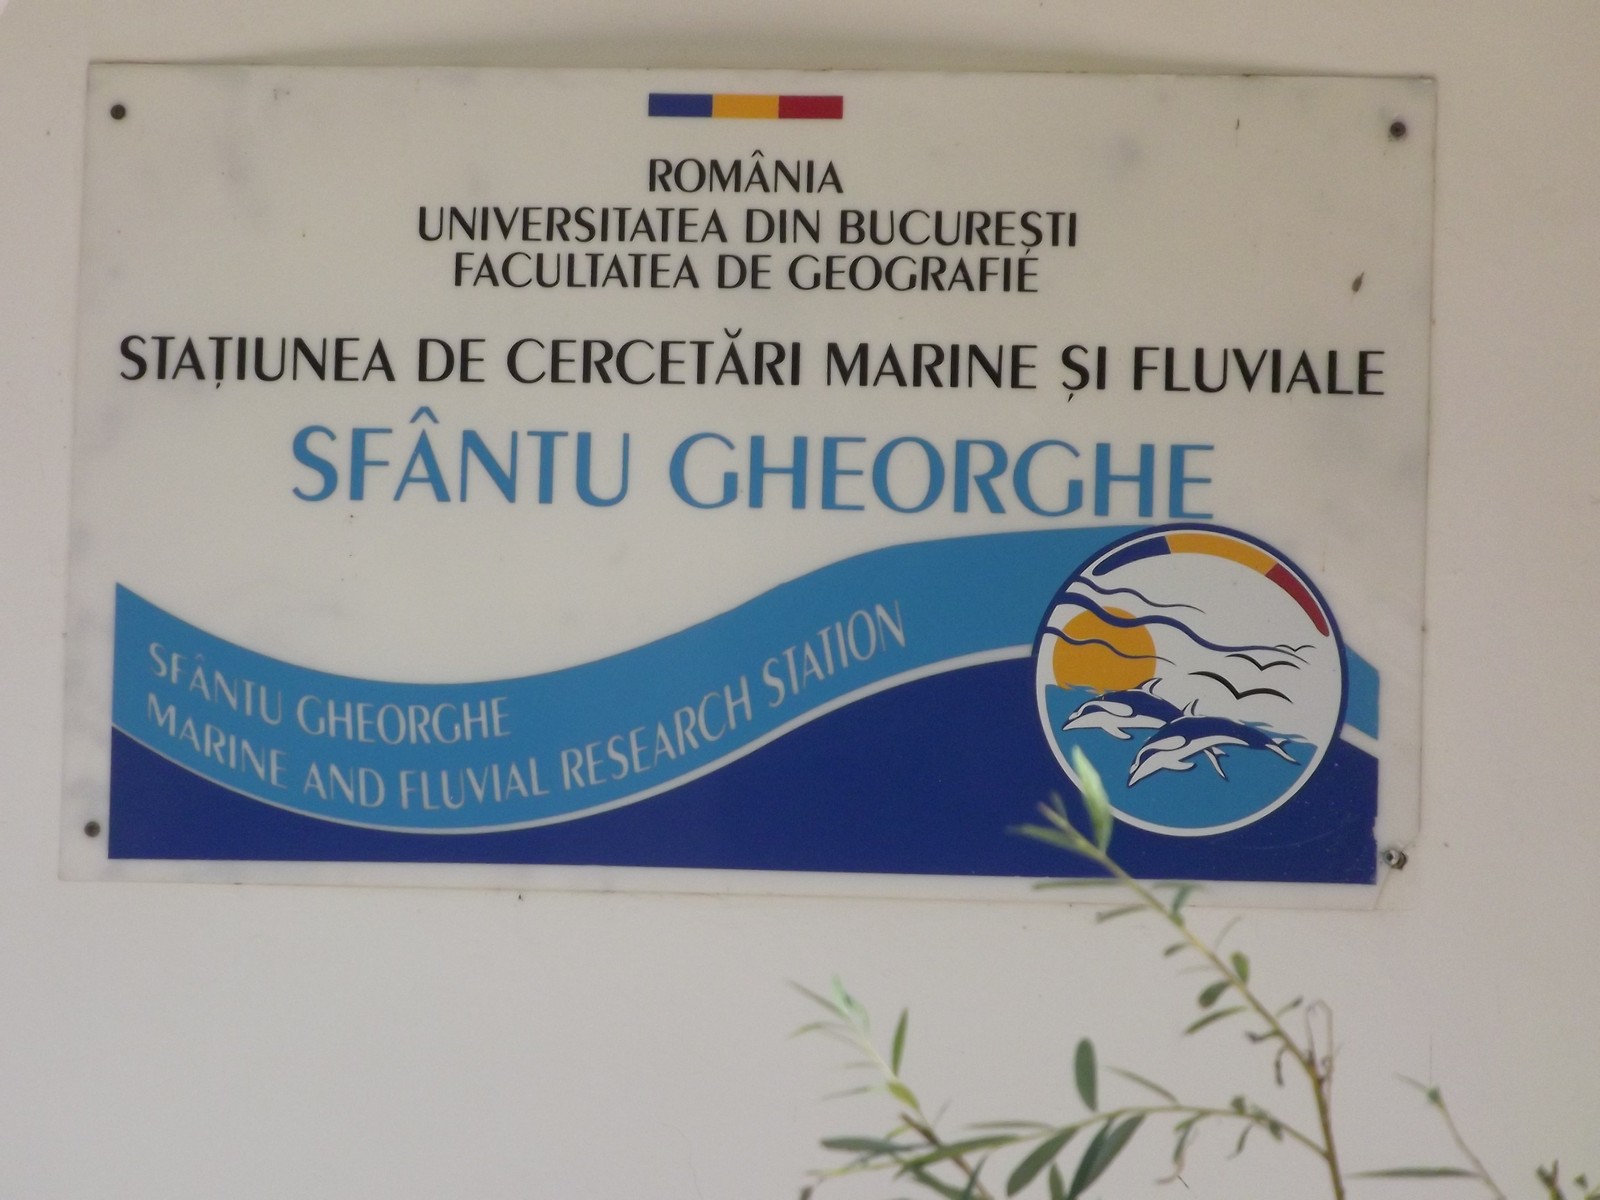 ROMÂNIA
UNIVERSITATEA DIN BUCUREȘTI
FACULTATEA DE GEOGRAFIE
STAȚIUNEA DE CERCETĂRI MARINE ȘI FLUVIALE
SFÂNTU GHEORGHE
SFÂNTU GHEORGHE
MARINE AND FLUVIAL RESEARCH STATION